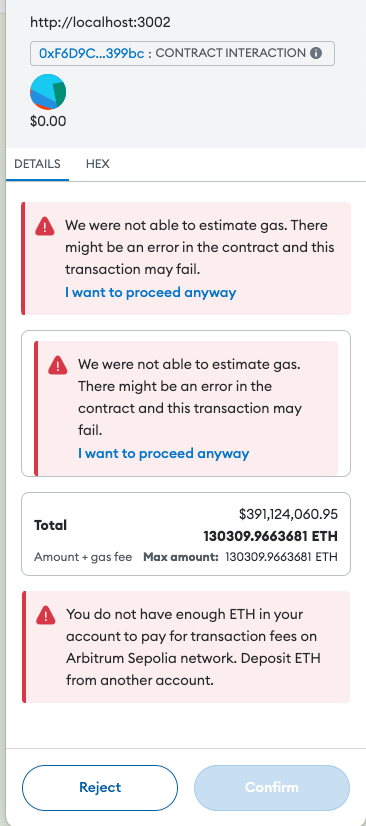 http://localhost:3002
0xF6D9C...399bc : CONTRACT INTERACTION
$0.00
DETAILS HEX
We were not able to estimate gas. There
might be an error in the contract and this
transaction may fail.
I want to proceed anyway
We were not able to estimate gas.
There might be an error in the
contract and this transaction may
fail.
I want to proceed anyway
$391,124,060.95
Total 130309.9663681 ETH
Amount + gas fee Max amount: 130309.9663681 ETH
You do not have enough ETH in your
account to pay for transaction fees on
Arbitrum Sepolia network. Deposit ETH
from another account.
Reject Confirm